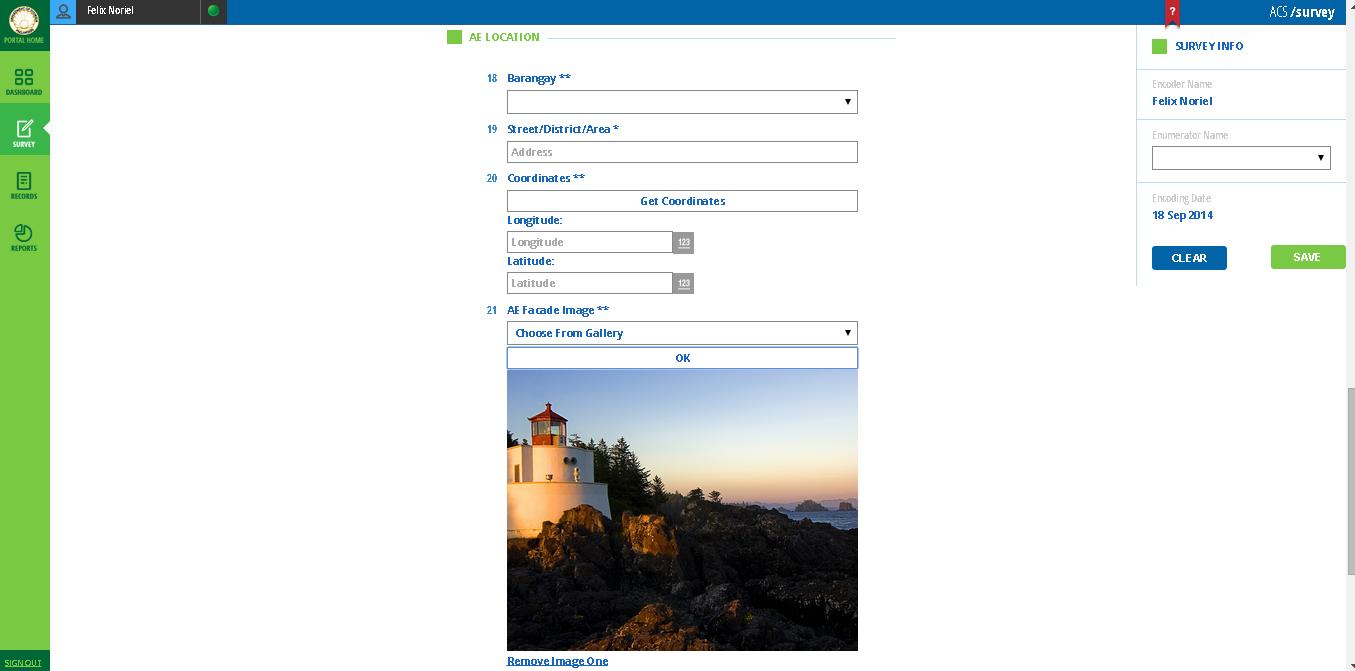 Felix Noriel
?
ACS /survey
PORTAL HOME
DASHBOARD
SURVEY
RECORDS
REPORTS
SIGN OUT
AE LOCATION
18 Barangay **
19 Street/District/Area *
Address
20 Coordinates **
Get Coordinates
Longitude:
Longitude 123
Latitude:
Latitude 123
21 AE Facade Image **
Choose From Gallery
OK
Remove Image One
SURVEY INFO
Encoder Name
Felix Noriel
Enumerator Name
Encoding Date
18 Sep 2014
CLEAR SAVE